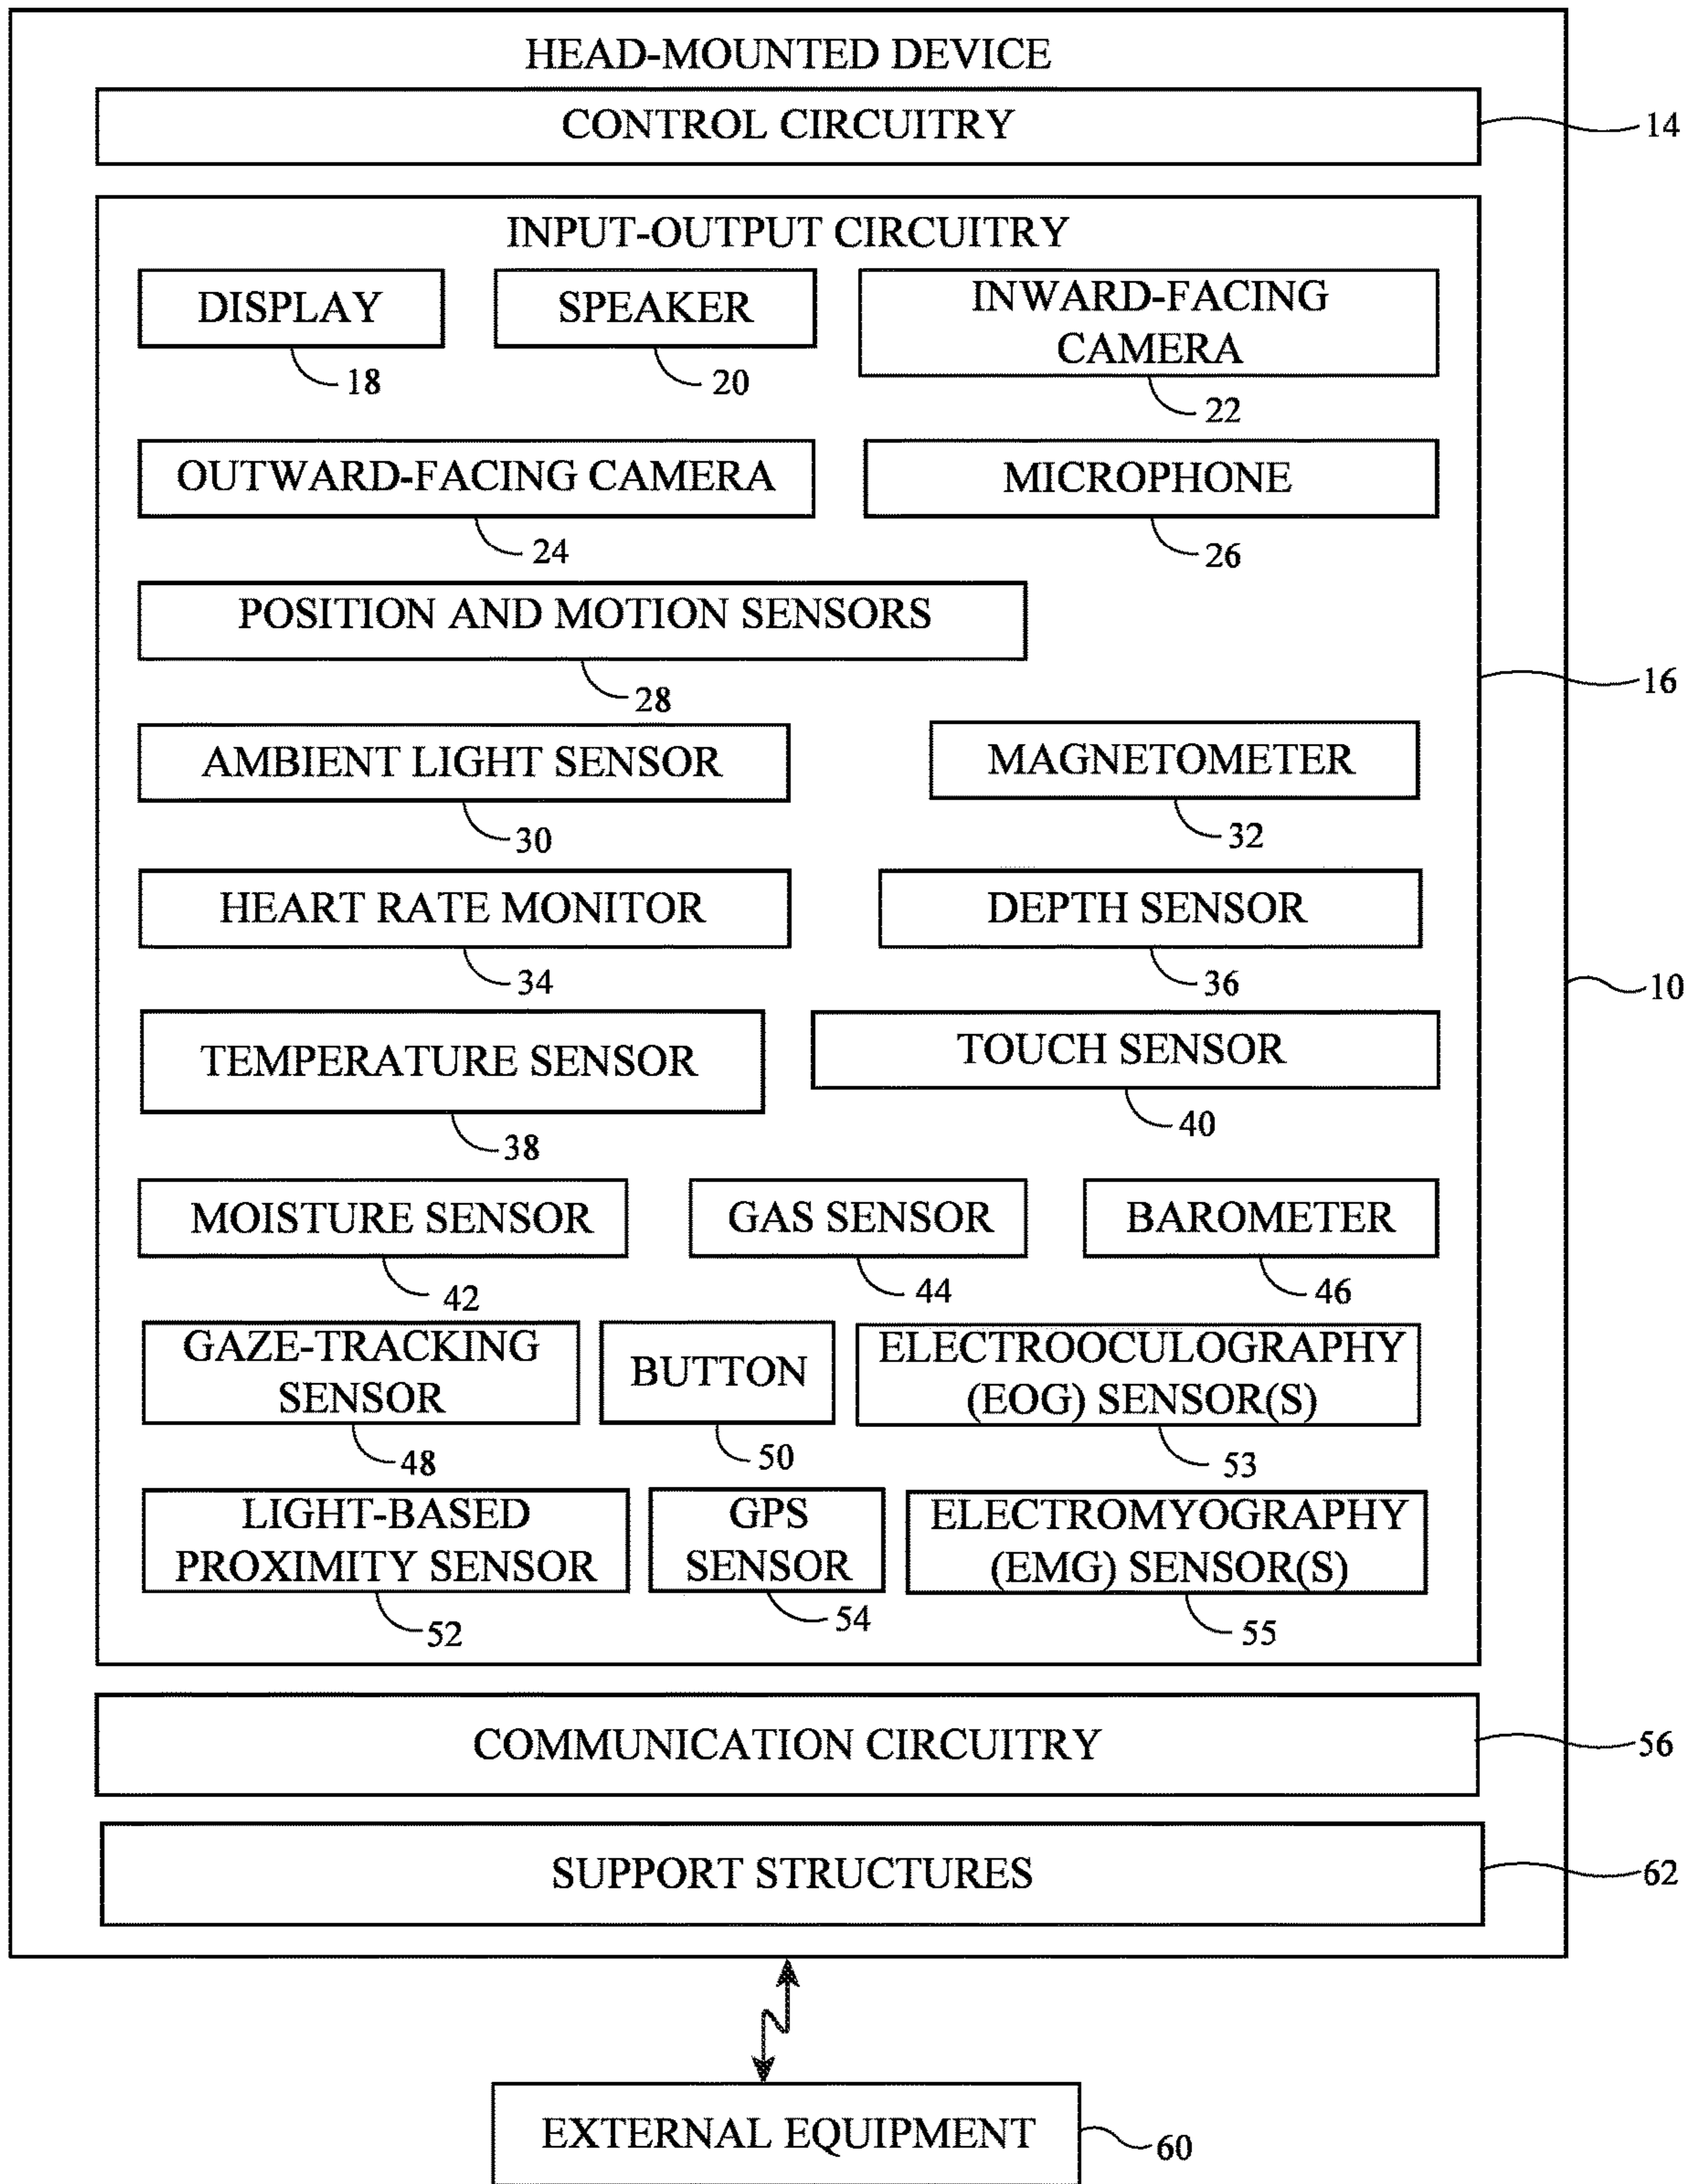 HEAD-MOUNTED DEVICE
CONTROL CIRCUITRY
14
INPUT-OUTPUT CIRCUITRY
DISPLAY
18
SPEAKER
20
INWARD-FACING
CAMERA
22
OUTWARD-FACING CAMERA
24
MICROPHONE
26
POSITION AND MOTION SENSORS
28
16
AMBIENT LIGHT SENSOR
30
MAGNETOMETER
32
HEART RATE MONITOR
34
DEPTH SENSOR
36
10
TEMPERATURE SENSOR
38
TOUCH SENSOR
40
MOISTURE SENSOR
42
GAS SENSOR
44
BAROMETER
46
GAZE-TRACKING
SENSOR
48
BUTTON
50
ELECTROOCULOGRAPHY
(EOG) SENSOR(S)
53
LIGHT-BASED
PROXIMITY SENSOR
52
GPS
SENSOR
54
ELECTROMYOGRAPHY
(EMG) SENSOR(S)
55
COMMUNICATION CIRCUITRY
56
SUPPORT STRUCTURES
62
EXTERNAL EQUIPMENT
60